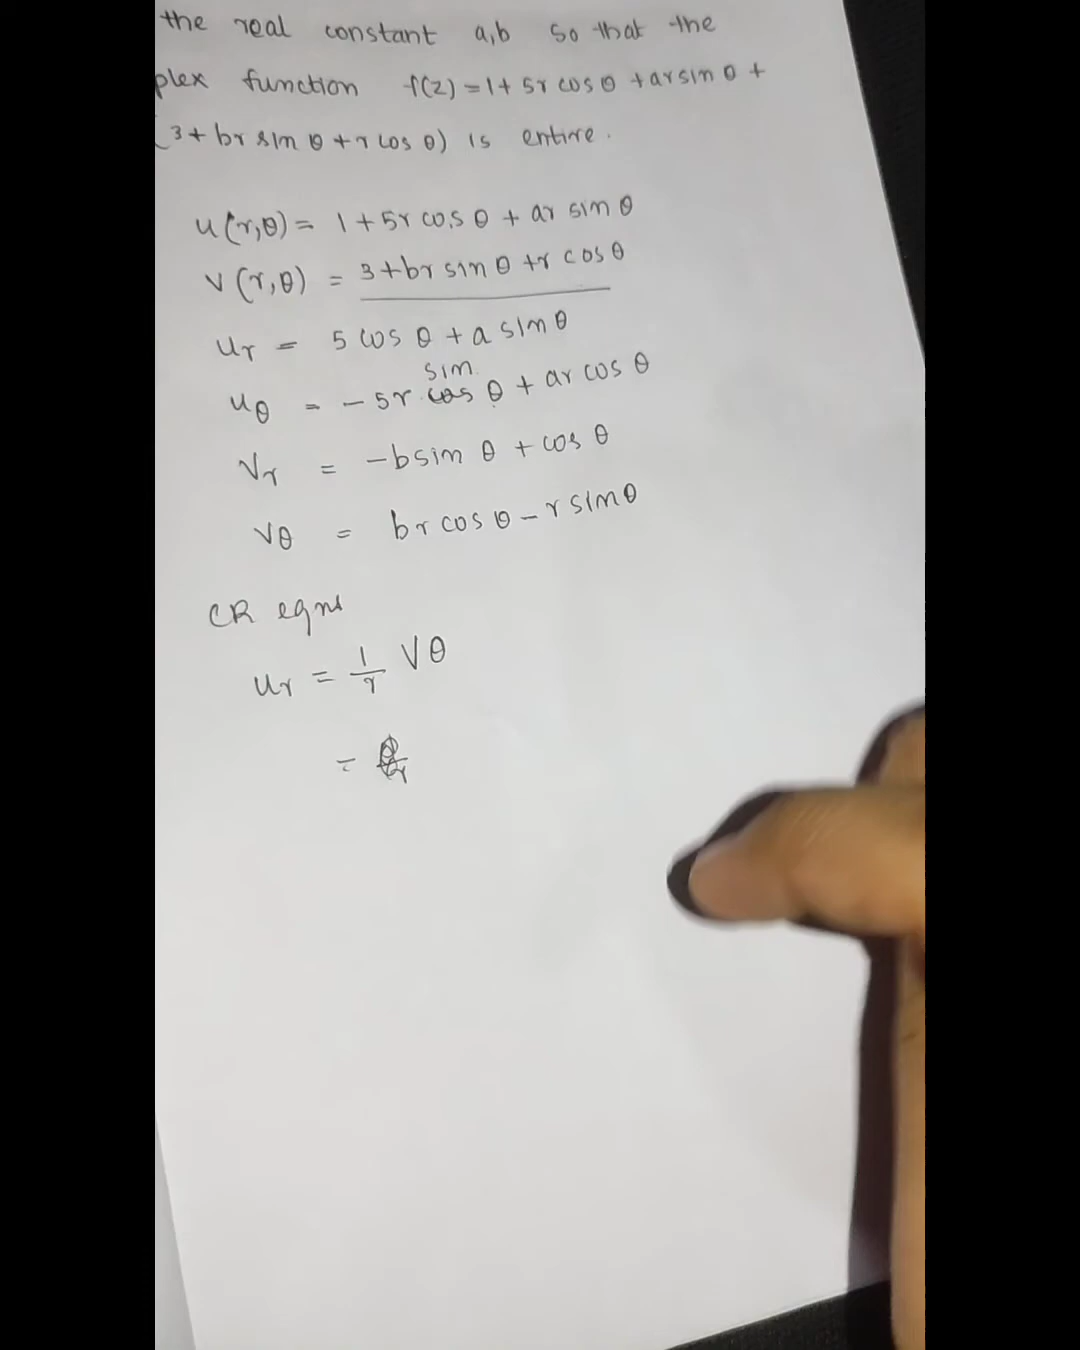 the real constant a,b so that the
plex function f(z) = 1 + 5r cos θ + ar sin θ +
3 + br sin θ + r cos θ) is entire.
u(r,θ) = 1 + 5r cos θ + ar sin θ
v(r,θ) = 3 + br sin θ + r cos θ
ur = 5 cos θ + a sin θ
sin
uθ = - 5r cos θ + ar cos θ
Vr = -b sin θ + cos θ
Vθ = br cos θ - r sin θ
CR eqns
ur = 1/r Vθ
=